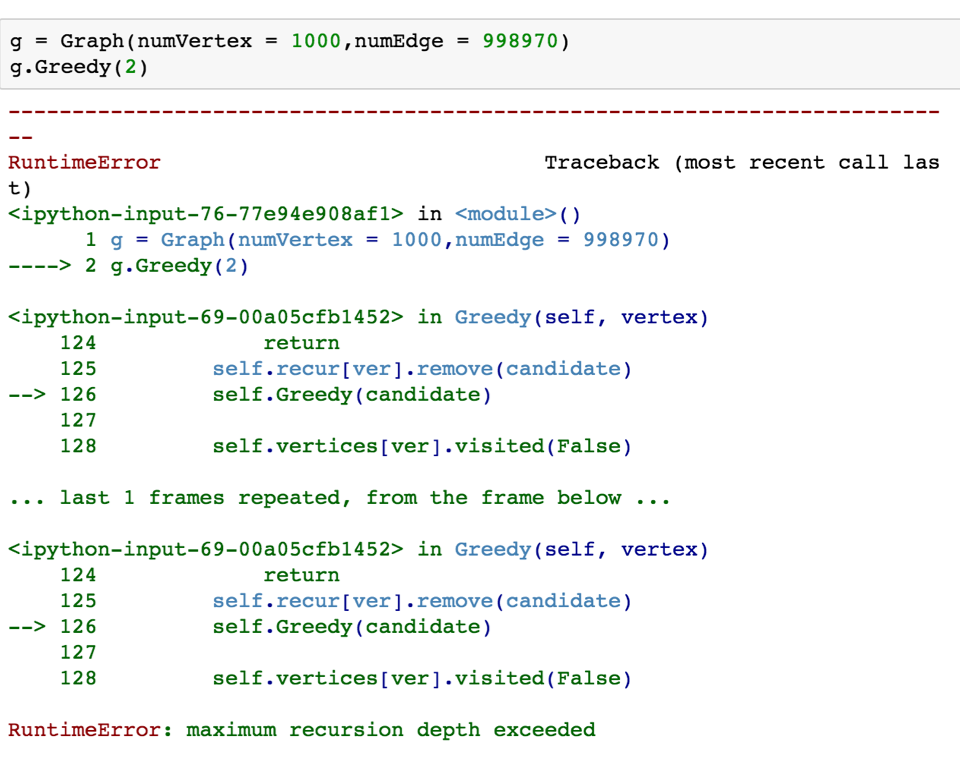 g = Graph(numVertex = 1000,numEdge = 998970)
g.Greedy(2)
-------------------------------------------------------------------------
--
RuntimeError                              Traceback (most recent call las
t)
<ipython-input-76-77e94e908af1> in <module>()
      1 g = Graph(numVertex = 1000,numEdge = 998970)
----> 2 g.Greedy(2)
<ipython-input-69-00a05cfb1452> in Greedy(self, vertex)
    124             return
    125         self.recur[ver].remove(candidate)
--> 126         self.Greedy(candidate)
    127
    128         self.vertices[ver].visited(False)
... last 1 frames repeated, from the frame below ...
<ipython-input-69-00a05cfb1452> in Greedy(self, vertex)
    124             return
    125         self.recur[ver].remove(candidate)
--> 126         self.Greedy(candidate)
    127
    128         self.vertices[ver].visited(False)
RuntimeError: maximum recursion depth exceeded